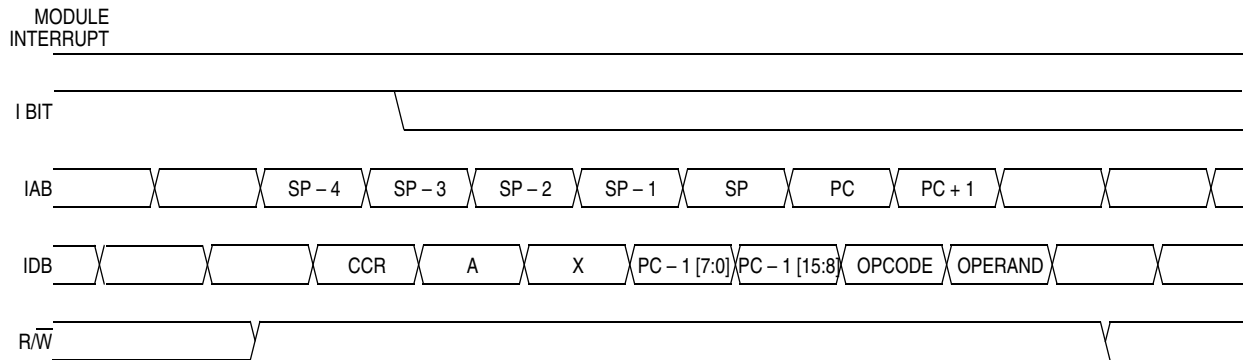 MODULE
INTERRUPT
I BIT
IAB SP – 4 SP – 3 SP – 2 SP – 1 SP PC PC + 1
IDB CCR A X PC – 1 [7:0] PC – 1 [15:8] OPCODE OPERAND
R/W̅